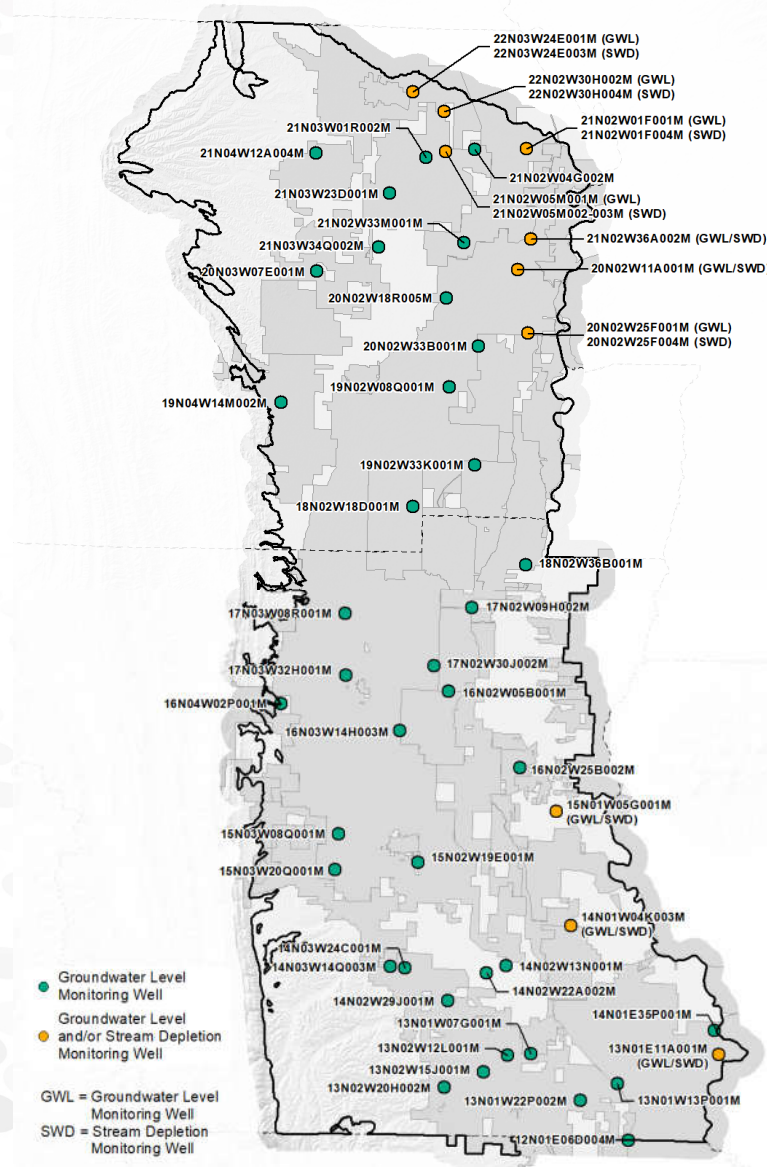 22N03W24E001M (GWL)
22N03W24E003M (SWD)
22N02W30H002M (GWL)
22N02W30H004M (SWD)
21N02W01F001M (GWL)
21N02W01F004M (SWD)
21N03W01R002M
21N04W12A004M
21N02W04G002M
21N03W23D001M
21N02W05M001M (GWL)
21N02W05M002-003M (SWD)
21N02W33M001M
21N02W36A002M (GWL/SWD)
21N03W34Q002M
20N03W07E001M
20N02W11A001M (GWL/SWD
20N02W18R005M
20N02W25F001M (GWL)
20N02W25F004M (SWD)
20N02W33B001M
19N02W08Q001M
19N04W14M002M
19N02W33K001M
18N02W18D001M
18N02W36B001M
17N03W08R001M
17N02W09H002M
17N02W30J002M
17N03W32H001M
16N02W05B001M
16N04W02P001M
16N03W14H003M
16N02W25B002M
15N01W05G001M
(GWL/SWD)
15N03W08Q001M
15N02W19E001M
15N03W20Q001M
14N01W04K003M
(GWL/SWD)
14N03W24C001M
14N03W14Q003M
14N02W13N001M
14N02W22A002M
14N02W29J001M
14N01E35P001M
13N01W07G001M
13N02W12L001M
13N01E11A001M
(GWL/SWD)
13N02W15J001M
13N02W20H002M
13N01W22P002M
13N01W13P001M
12N01E06D004M
Groundwater Level
Monitoring Well
Groundwater Level
and/or Stream Depletion
Monitoring Well
GWL = Groundwater Level
Monitoring Well
SWD = Stream Depletion
Monitoring Well